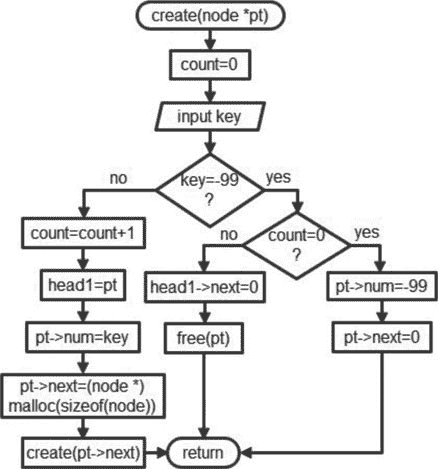 create(node *pt)
count=0
input key
key=-99
?
no
yes
count=count+1
count=0
?
no
yes
head1=pt
head1->next=0
pt->num=-99
pt->num=key
free(pt)
pt->next=0
pt->next=(node *)
malloc(sizeof(node))
create(pt->next)
return